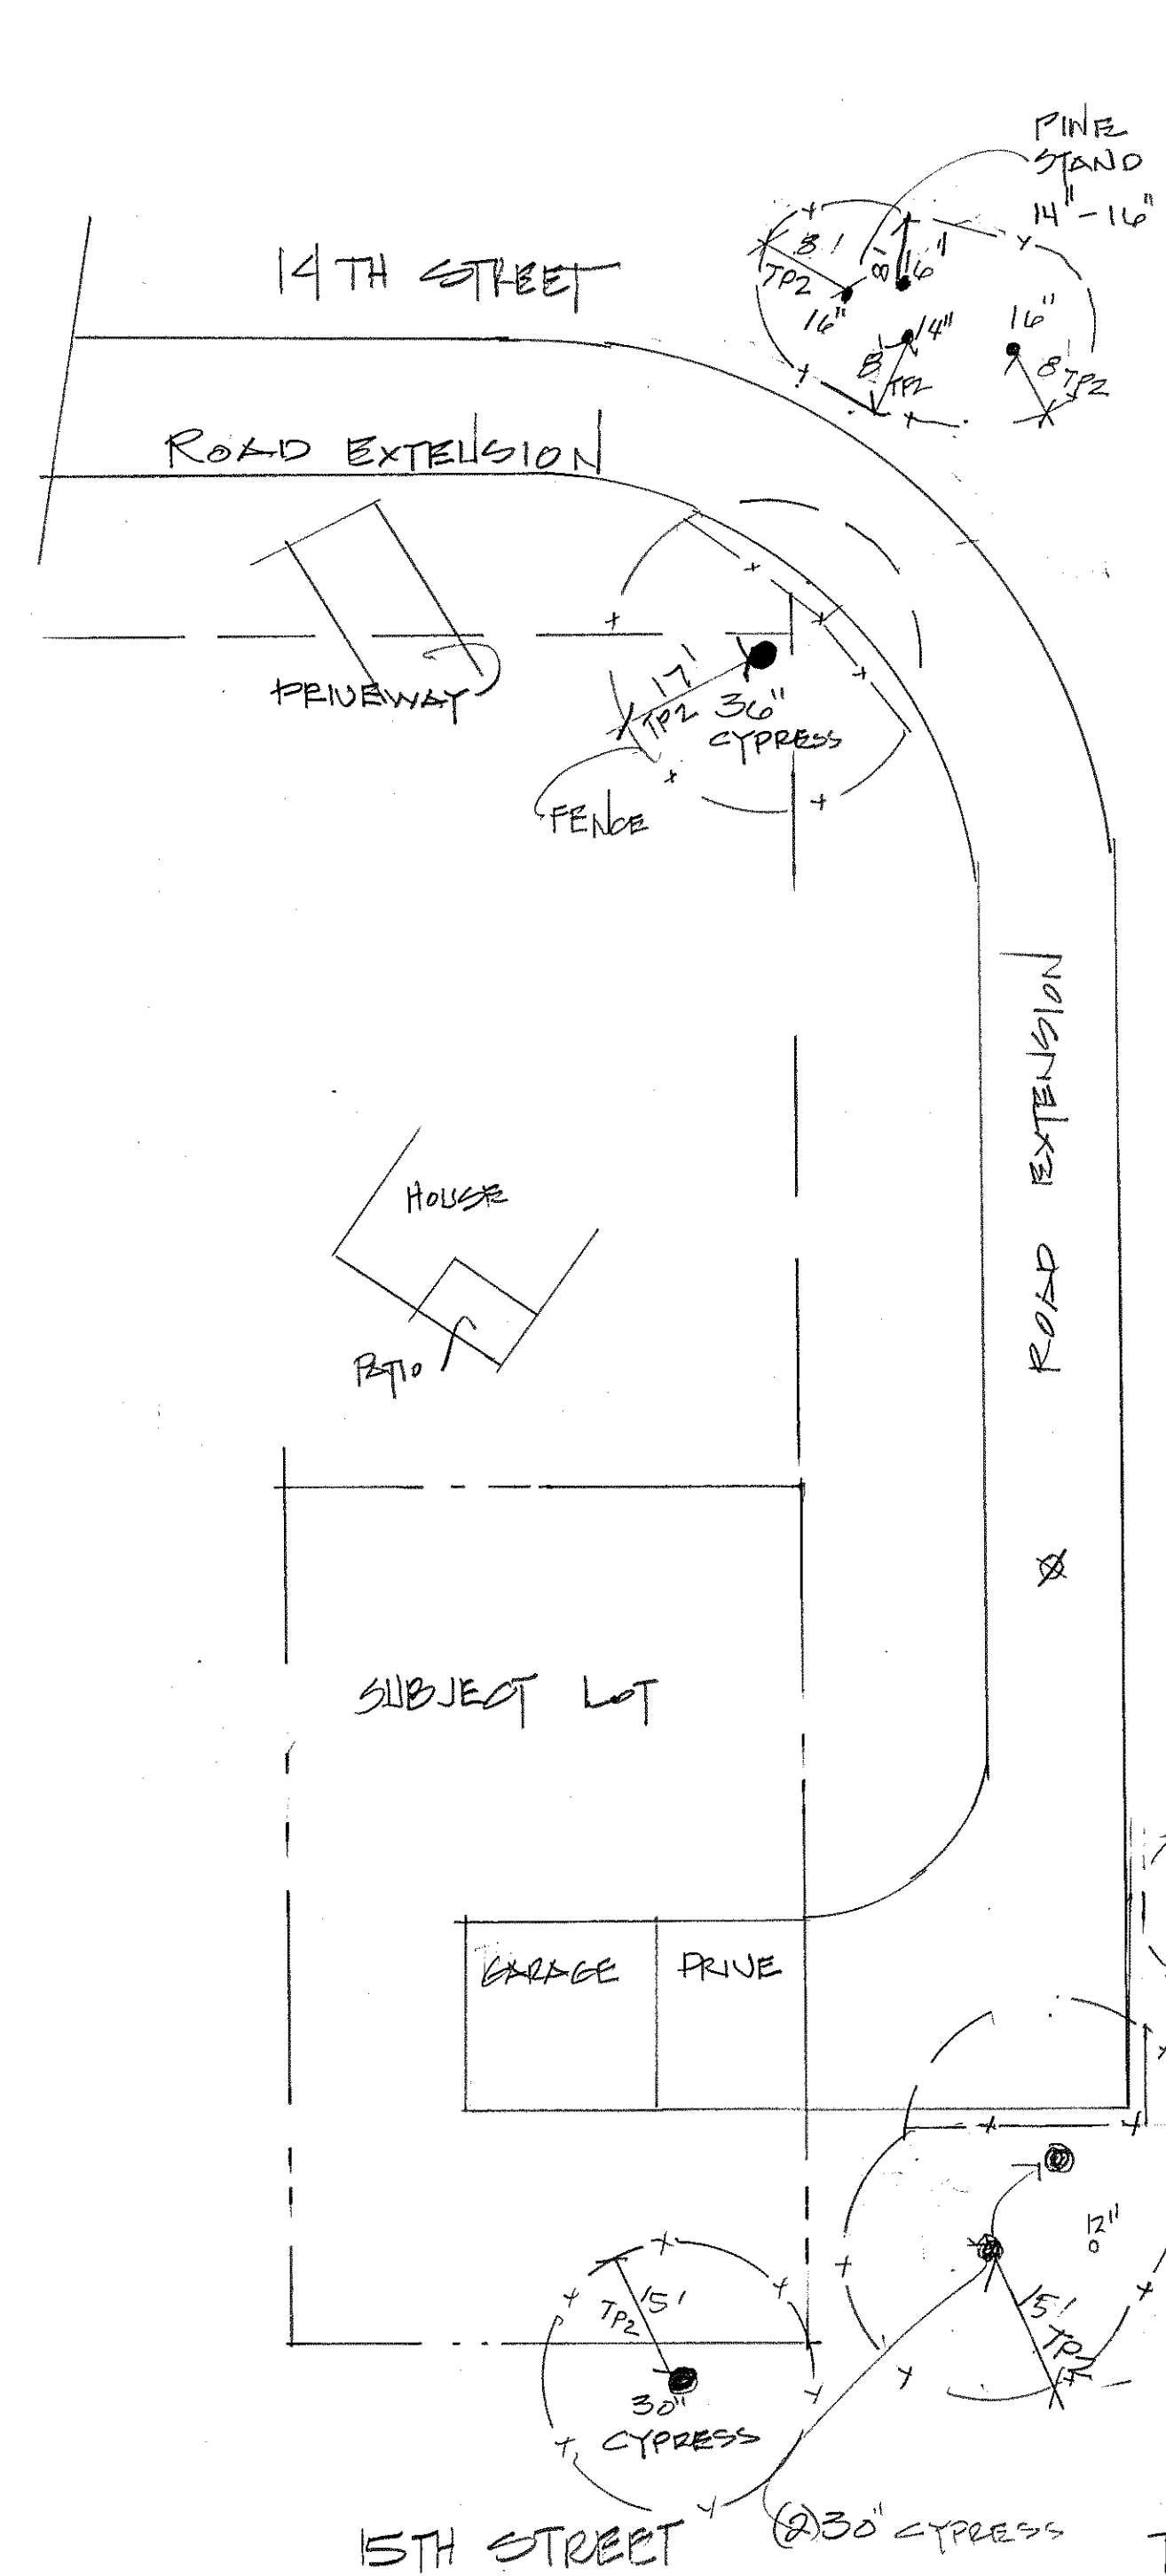 PINE
STAND
14" - 16"
14TH STREET
8'
TP2
16"
8'
16"
14"
8'
TP2
16"
8'
TP2
ROAD EXTENSION
DRIVEWAY
17'
TP2
36"
CYPRESS
FENCE
ROAD EXTENSION
HOUSE
PATIO
SUBJECT LOT
GARAGE
DRIVE
12"
15'
TP2
15'
TP2
30"
CYPRESS
15TH STREET
(2) 30" CYPRESS